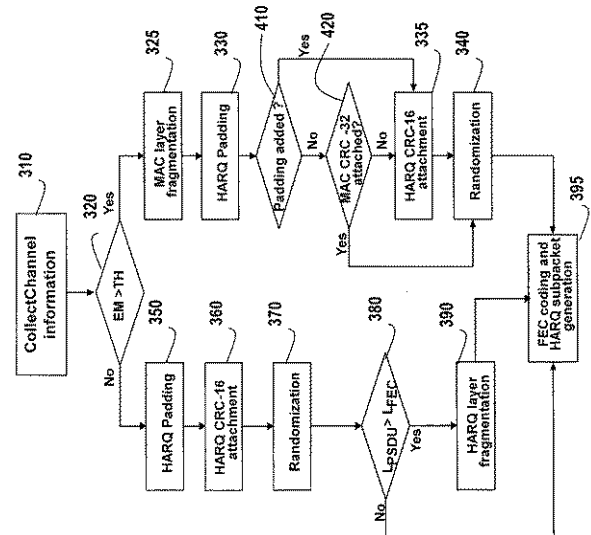 310
CollectChannel
information
320
EM >TH
Yes
No
325
MAC layer
fragmentation
330
HARQ Padding
410
Padding added ?
Yes
No
420
MAC CRC -32
attached?
Yes
No
335
HARQ CRC-16
attachment
340
Randomization
350
HARQ Padding
360
HARQ CRC-16
attachment
370
Randomization
380
LPSDU> LFEC
No
Yes
390
HARQ layer
fragmentation
395
FEC coding and
HARQ subpacket
generation